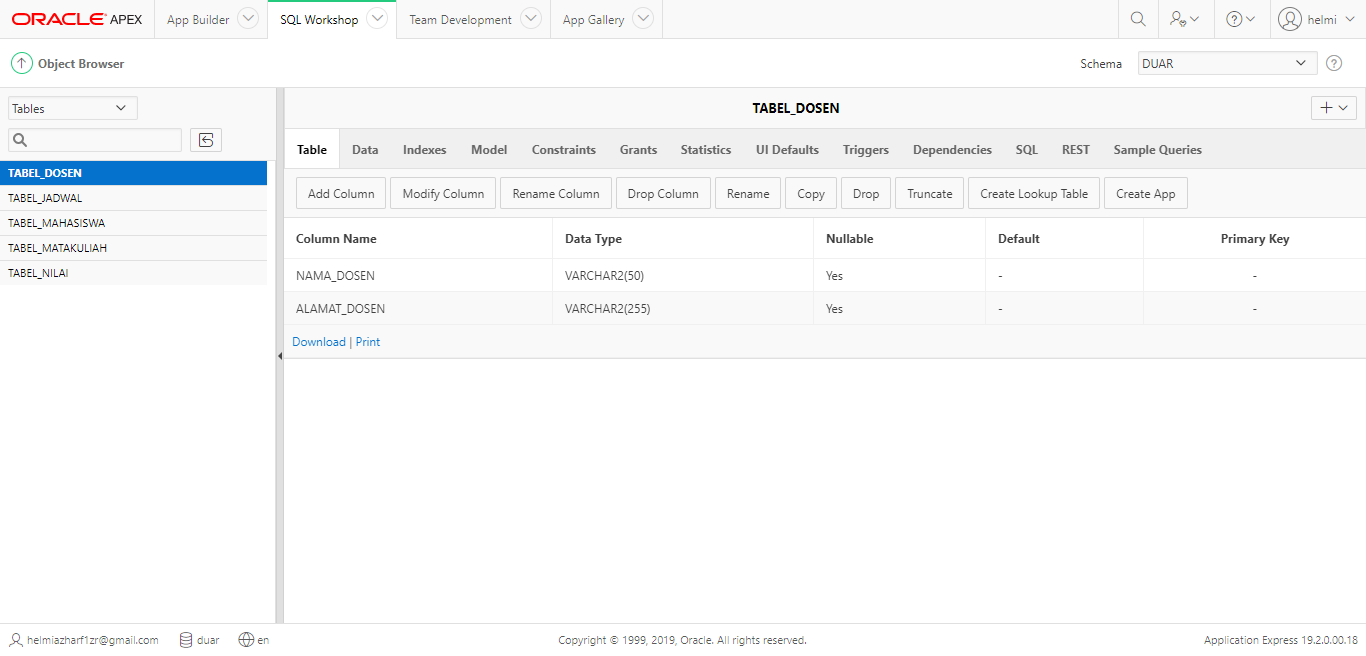 ORACLE APEX App Builder SQL Workshop Team Development App Gallery helmi
Object Browser Schema DUAR
Tables
TABEL_DOSEN
TABEL_JADWAL
TABEL_MAHASISWA
TABEL_MATAKULIAH
TABEL_NILAI
TABEL_DOSEN
Table Data Indexes Model Constraints Grants Statistics UI Defaults Triggers Dependencies SQL REST Sample Queries
Add Column Modify Column Rename Column Drop Column Rename Copy Drop Truncate Create Lookup Table Create App
Column Name Data Type Nullable Default Primary Key
NAMA_DOSEN VARCHAR2(50) Yes - -
ALAMAT_DOSEN VARCHAR2(255) Yes - -
Download | Print
helmiazharf1zr@gmail.com duar en Copyright © 1999, 2019, Oracle. All rights reserved. Application Express 19.2.0.00.18